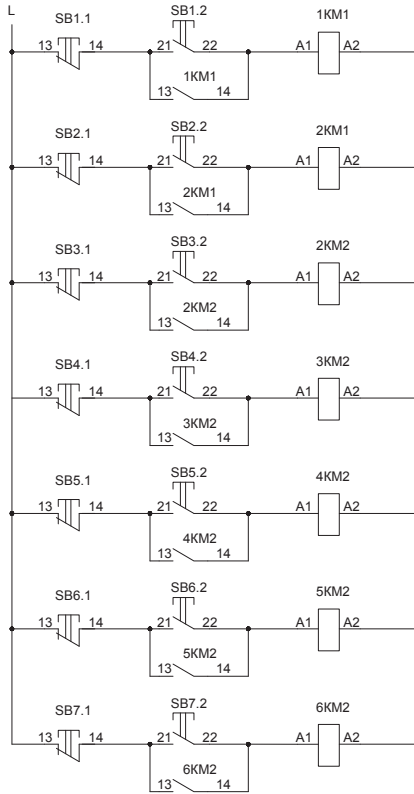 L
SB1.1 SB1.2 1KM1
13 14 21 22 A1 A2
1KM1
13 14
SB2.1 SB2.2 2KM1
13 14 21 22 A1 A2
2KM1
13 14
SB3.1 SB3.2 2KM2
13 14 21 22 A1 A2
2KM2
13 14
SB4.1 SB4.2 3KM2
13 14 21 22 A1 A2
3KM2
13 14
SB5.1 SB5.2 4KM2
13 14 21 22 A1 A2
4KM2
13 14
SB6.1 SB6.2 5KM2
13 14 21 22 A1 A2
5KM2
13 14
SB7.1 SB7.2 6KM2
13 14 21 22 A1 A2
6KM2
13 14